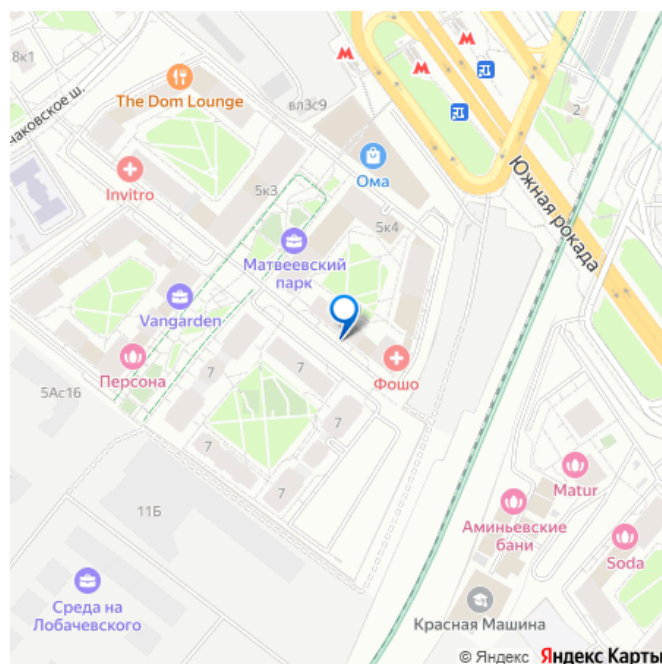 8к1
чаковское ш.
The Dom Lounge
вл3с9
2
Южная рокада
Ома
Invitro
5к3
5к4
Матвеевский
парк
Vangarden
Персона
7
7
Фошо
5Ас16
7
7
7
11Б
Matur
Аминьевские
бани
Soda
Среда на
Лобачевского
Красная Машина
© Яндекс Яндекс Карты